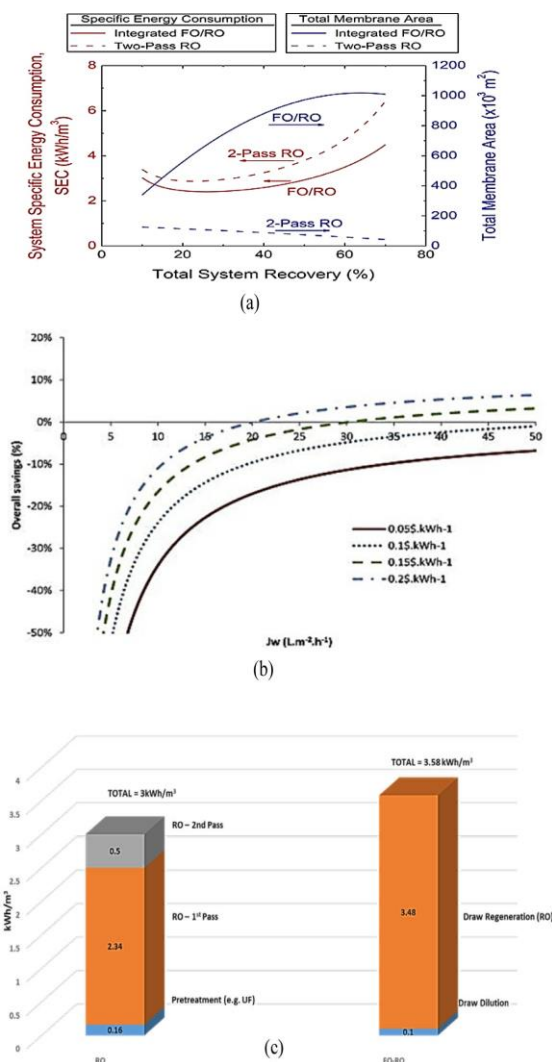 Specific Energy Consumption
Integrated FO/RO
Two-Pass RO
Total Membrane Area
Integrated FO/RO
Two-Pass RO
System Specific Energy Consumption,
SEC (kWh/m³)
8
6
4
2
0
1200
1000
800
600
400
200
0
Total Membrane Area (x10³ m²)
FO/RO
2-Pass RO
FO/RO
2-Pass RO
0 20 40 60 80
Total System Recovery (%)
(a)
20%
10%
0%
-10%
-20%
-30%
-40%
-50%
Overall savings (%)
0 5 10 15 20 25 30 35 40 45 50
0.05$.kWh-1
0.1$.kWh-1
0.15$.kWh-1
0.2$.kWh-1
Jw (L.m-2.h-1)
(b)
4
3.5
3
2.5
2
1.5
1
0.5
0
kWh/m³
TOTAL = 3kWh/m³
TOTAL = 3.58 kWh/m³
0.5
RO – 2nd Pass
2.34
RO – 1st Pass
0.16
Pretreatment (e.g. UF)
3.48
Draw Regeneration (RO)
0.1
Draw Dilution
RO
FO-RO
(c)